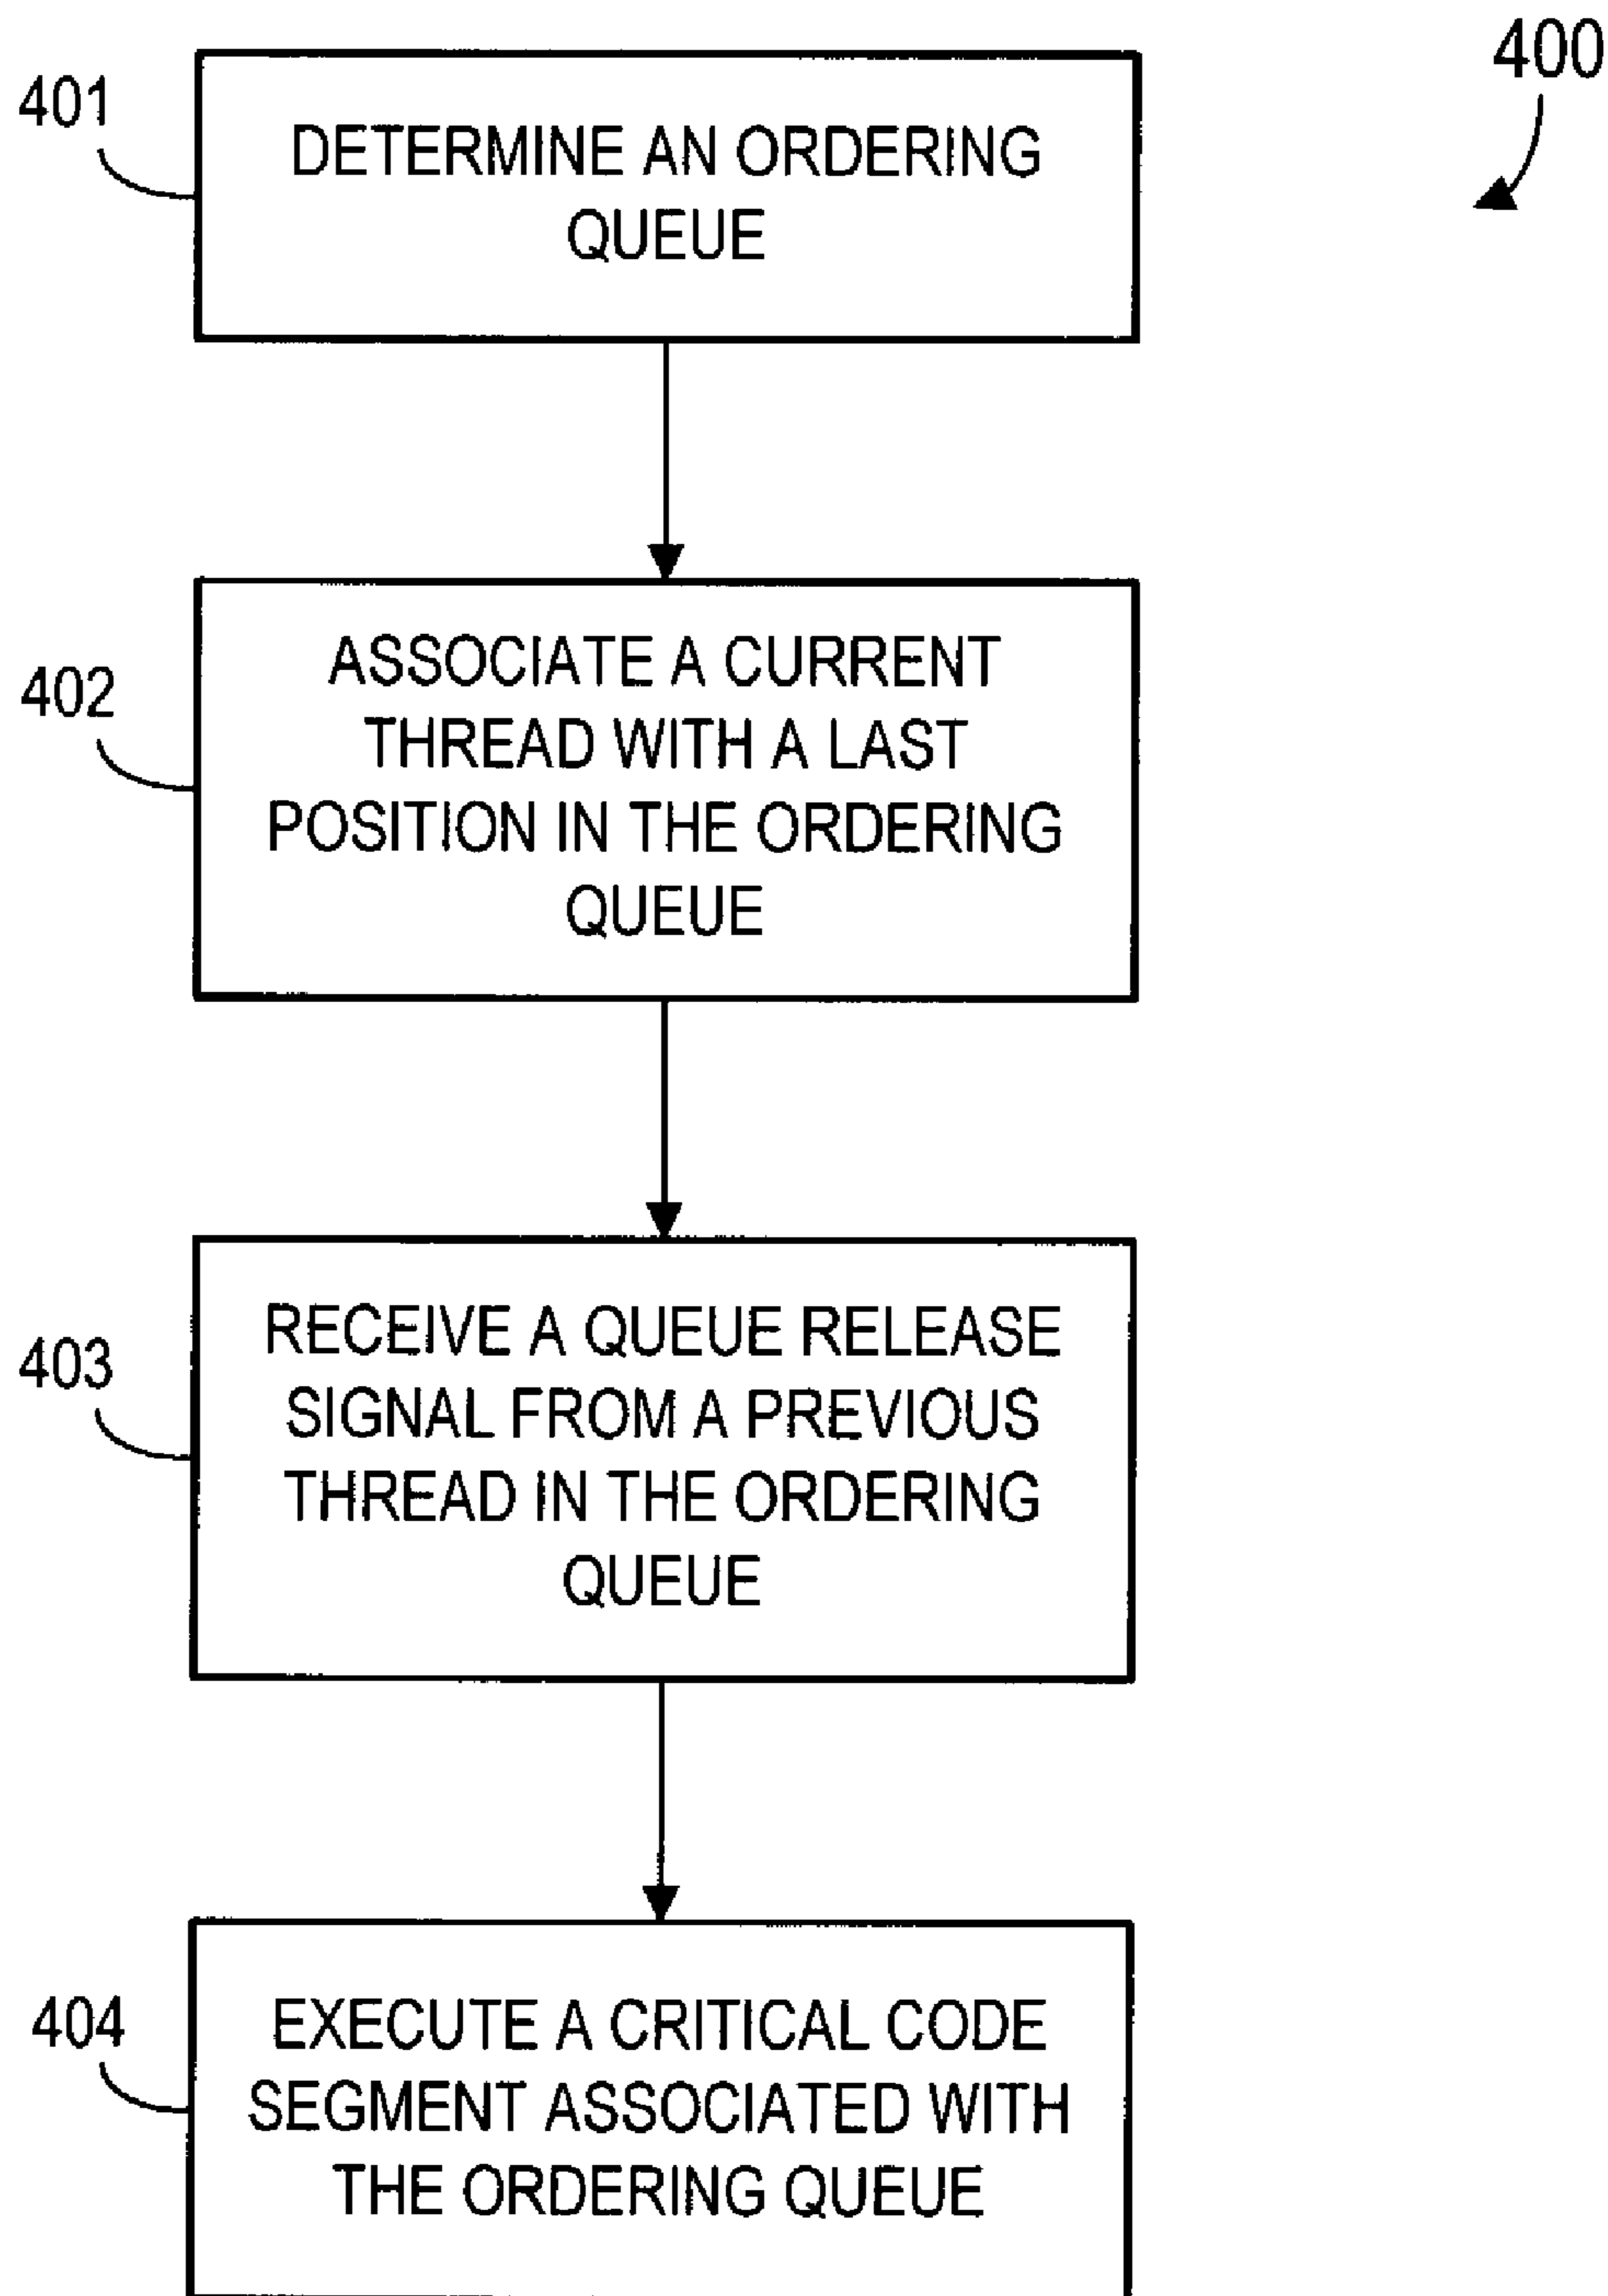 400
401
DETERMINE AN ORDERING
QUEUE
402
ASSOCIATE A CURRENT
THREAD WITH A LAST
POSITION IN THE ORDERING
QUEUE
403
RECEIVE A QUEUE RELEASE
SIGNAL FROM A PREVIOUS
THREAD IN THE ORDERING
QUEUE
404
EXECUTE A CRITICAL CODE
SEGMENT ASSOCIATED WITH
THE ORDERING QUEUE